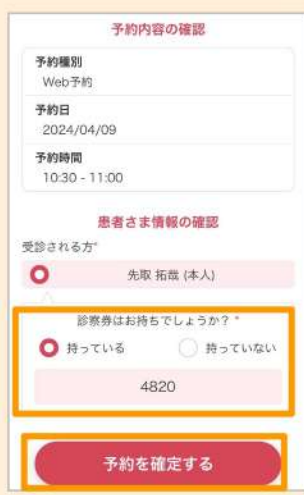 予約内容の確認
予約種別
Web予約
予約日
2024/04/09
予約時間
10:30 - 11:00
患者さま情報の確認
受診される方*
先取 拓哉 (本人)
診察券はお持ちでしょうか？ *
持っている 持っていない
4820
予約を確定する